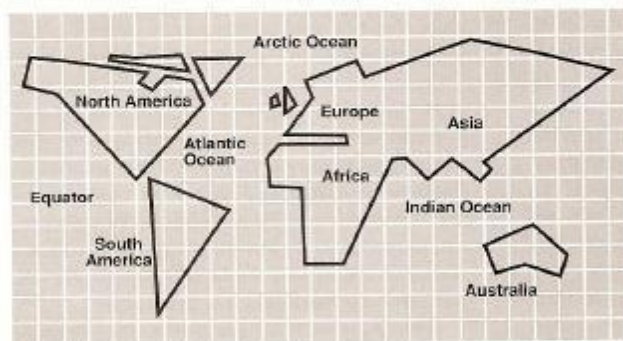 Arctic Ocean
North America
Europe
Asia
Atlantic
Ocean
Africa
Equator
Indian Ocean
South
America
Australia